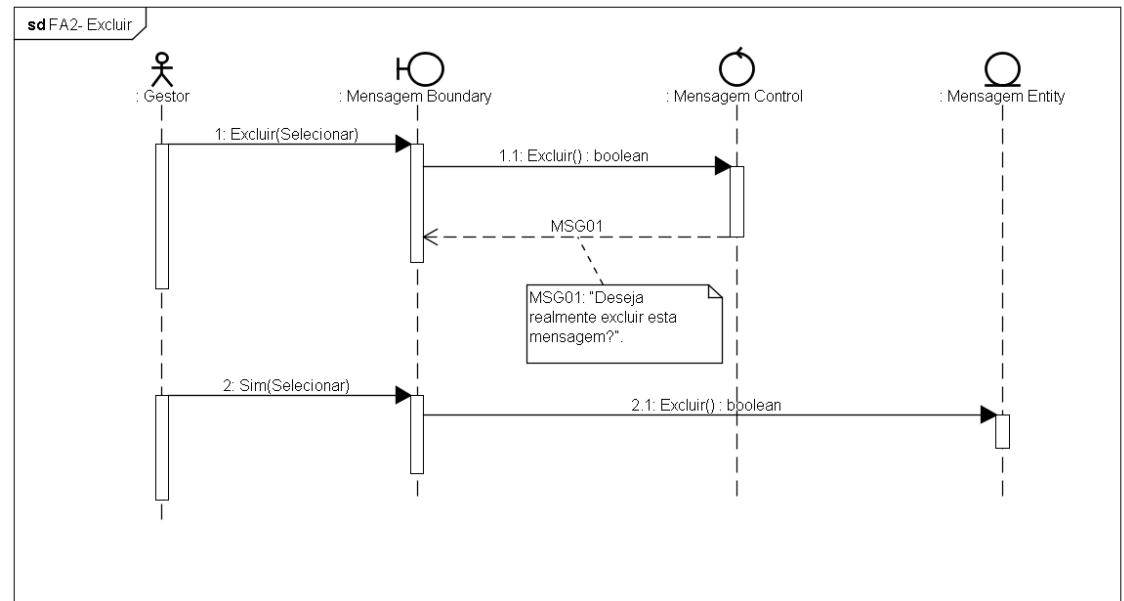 sd FA2- Excluir
: Gestor
: Mensagem Boundary
: Mensagem Control
: Mensagem Entity
1: Excluir(Selecionar)
1.1: Excluir() : boolean
MSG01
MSG01: "Deseja
realmente excluir esta
mensagem?".
2: Sim(Selecionar)
2.1: Excluir() : boolean